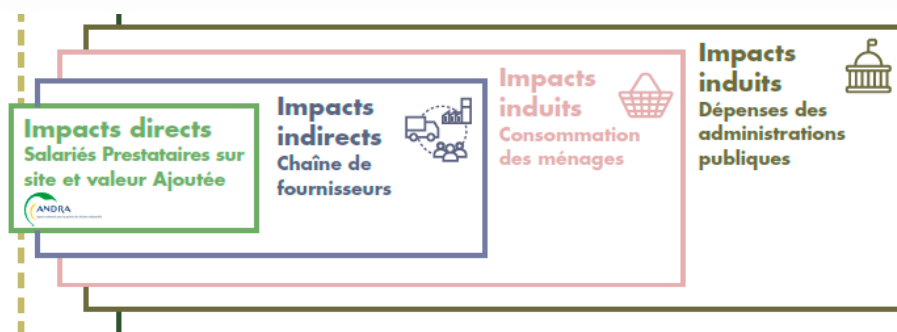 Impacts directs
Salariés Prestataires sur
site et valeur Ajoutée
ANDRA
Impacts
indirects
Chaîne de
fournisseurs
Impacts
induits
Consommation
des ménages
Impacts
induits
Dépenses des
administrations
publiques